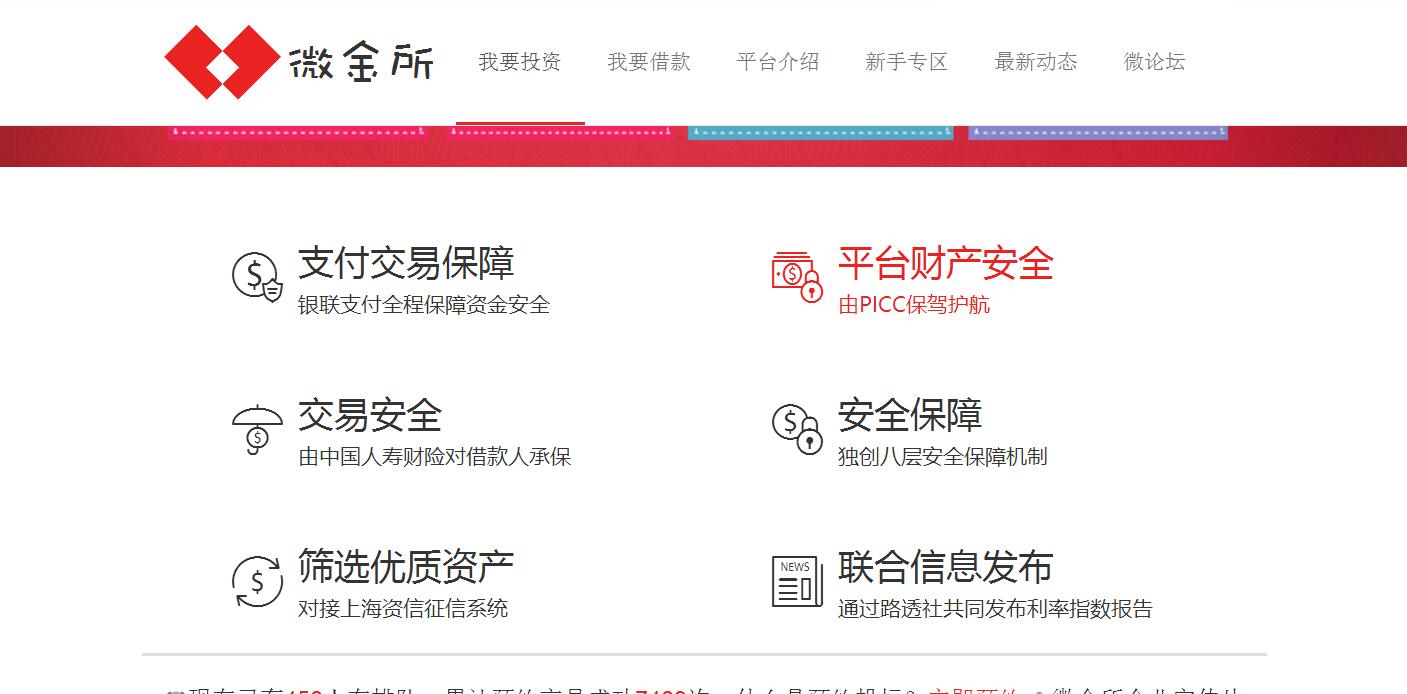 微金所
我要投资 我要借款 平台介绍 新手专区 最新动态 微论坛
支付交易保障
银联支付全程保障资金安全
平台财产安全
由PICC保驾护航
交易安全
由中国人寿财险对借款人承保
安全保障
独创八层安全保障机制
筛选优质资产
对接上海资信征信系统
NEWS
联合信息发布
通过路透社共同发布利率指数报告